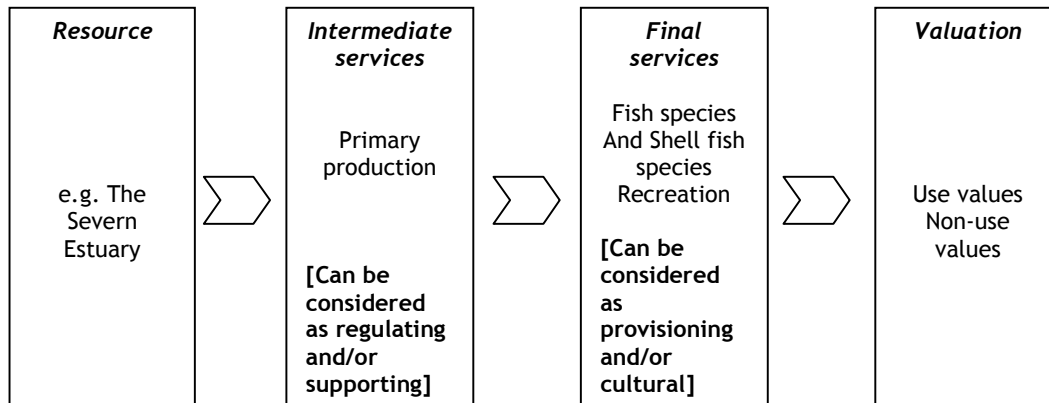 Resource
e.g. The
Severn
Estuary
Intermediate
services
Primary
production
[Can be
considered
as regulating
and/or
supporting]
Final
services
Fish species
And Shell fish
species
Recreation
[Can be
considered
as
provisioning
and/or
cultural]
Valuation
Use values
Non-use
values